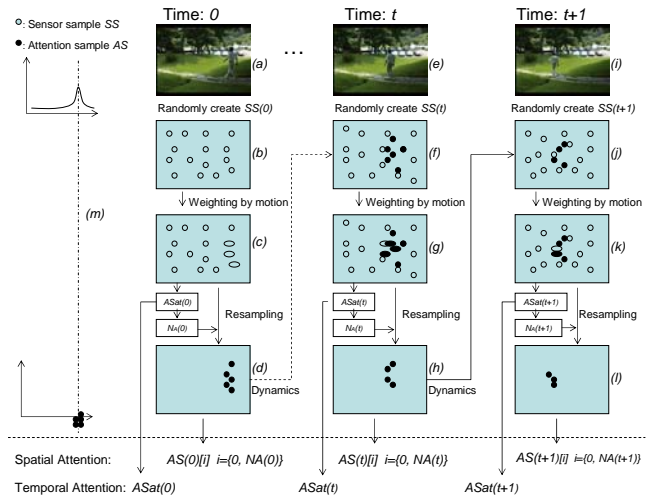 Time: 0
Time: t
Time: t+1
: Sensor sample SS
: Attention sample AS
(a)
...
(e)
(i)
Randomly create SS(0)
Randomly create SS(t)
Randomly create SS(t+1)
(b)
(f)
(j)
Weighting by motion
Weighting by motion
Weighting by motion
(m)
(c)
(g)
(k)
ASat(0)
ASat(t)
ASat(t+1)
Resampling
Resampling
Resampling
NA(0)
NA(t)
NA(t+1)
(d)
(h)
(l)
Dynamics
Dynamics
Spatial Attention: AS(0)[i] i={0, NA(0)} AS(t)[i] i={0, NA(t)} AS(t+1)[i] i={0, NA(t+1)}
Temporal Attention: ASat(0) ASat(t) ASat(t+1)